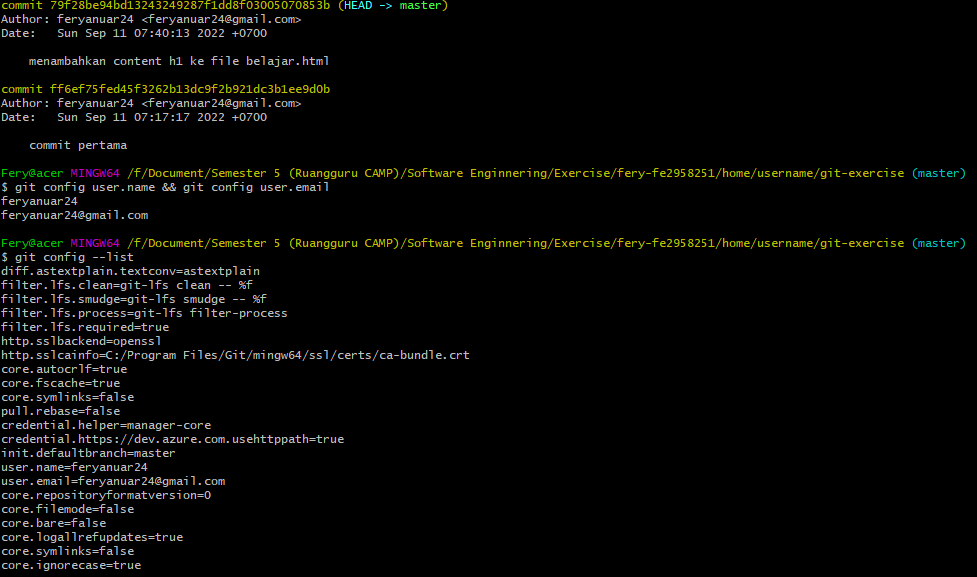 commit 79f28be94bd13243249287f1dd8f03005070853b (HEAD -> master)
Author: feryanuar24 <feryanuar24@gmail.com>
Date:   Sun Sep 11 07:40:13 2022 +0700
    menambahkan content h1 ke file belajar.html
commit ff6ef75fed45f3262b13dc9f2b921dc3b1ee9d0b
Author: feryanuar24 <feryanuar24@gmail.com>
Date:   Sun Sep 11 07:17:17 2022 +0700
    commit pertama
Fery@acer MINGW64 /f/Document/Semester 5 (Ruangguru CAMP)/Software Enginnering/Exercise/fery-fe2958251/home/username/git-exercise (master)
$ git config user.name && git config user.email
feryanuar24
feryanuar24@gmail.com
Fery@acer MINGW64 /f/Document/Semester 5 (Ruangguru CAMP)/Software Enginnering/Exercise/fery-fe2958251/home/username/git-exercise (master)
$ git config --list
diff.astextplain.textconv=astextplain
filter.lfs.clean=git-lfs clean -- %f
filter.lfs.smudge=git-lfs smudge -- %f
filter.lfs.process=git-lfs filter-process
filter.lfs.required=true
http.sslbackend=openssl
http.sslcainfo=C:/Program Files/Git/mingw64/ssl/certs/ca-bundle.crt
core.autocrlf=true
core.fscache=true
core.symlinks=false
pull.rebase=false
credential.helper=manager-core
credential.https://dev.azure.com.usehttppath=true
init.defaultbranch=master
user.name=feryanuar24
user.email=feryanuar24@gmail.com
core.repositoryformatversion=0
core.filemode=false
core.bare=false
core.logallrefupdates=true
core.symlinks=false
core.ignorecase=true